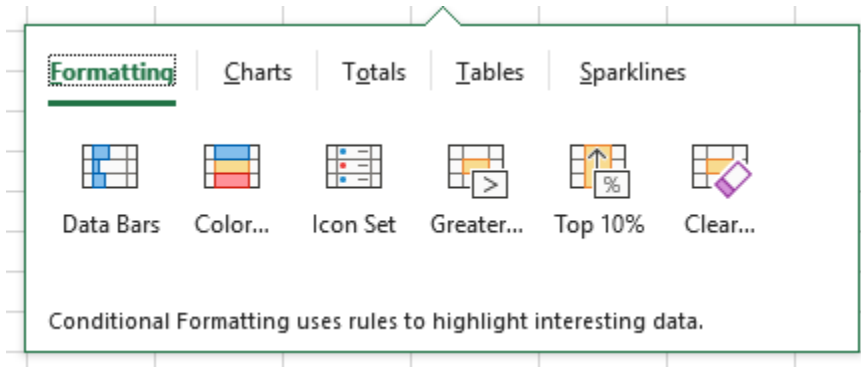 Formatting Charts Totals Tables Sparklines
> %
Data Bars Color... Icon Set Greater... Top 10% Clear...
Conditional Formatting uses rules to highlight interesting data.